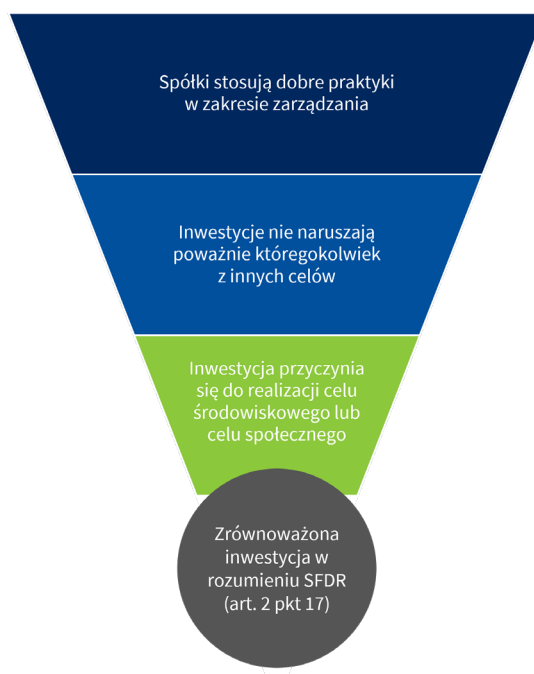 Spółki stosują dobre praktyki
w zakresie zarządzania
Inwestycje nie naruszają
poważnie któregokolwiek
z innych celów
Inwestycja przyczynia
się do realizacji celu
środowiskowego lub
celu społecznego
Zrównoważona
inwestycja w
rozumieniu SFDR
(art. 2 pkt 17)